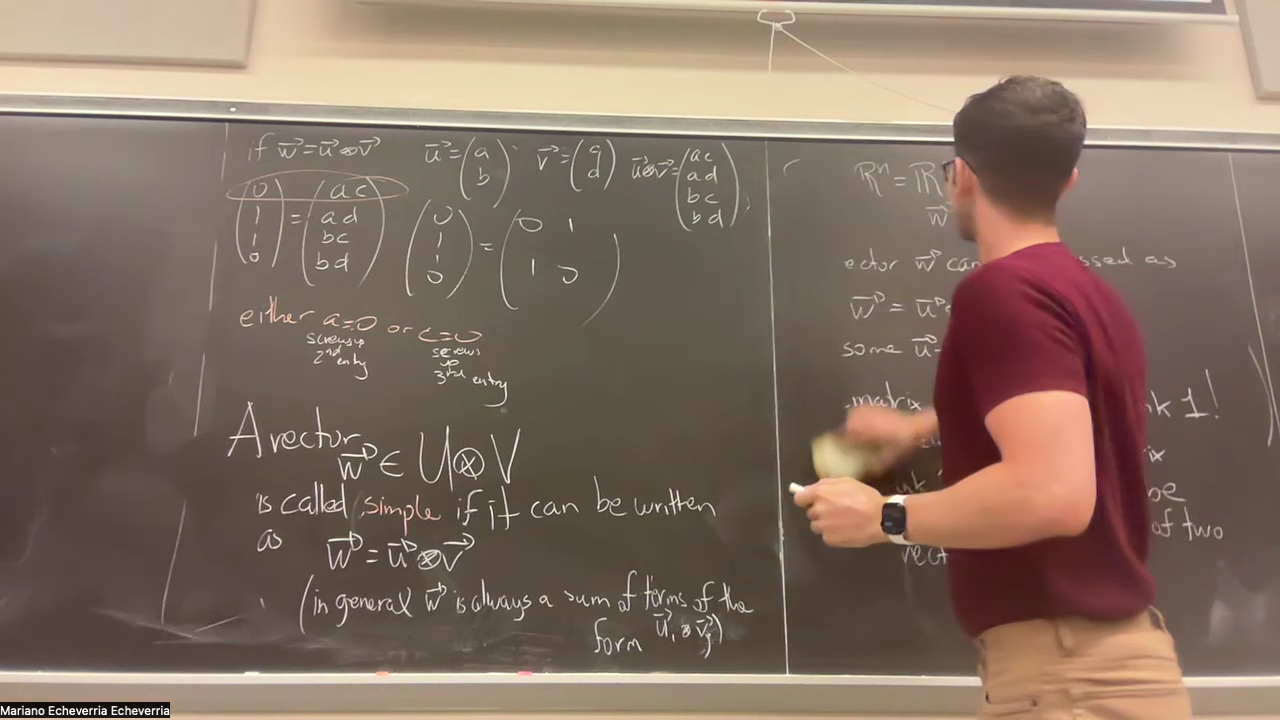 if w⃗ = u⃗ ⊗ v⃗   u⃗ = (a b)   v⃗ = (c d)   u⃗ ⊗ v⃗ = (ac ad bc bd)
(0 1 1 0) = (ac ad bc bd)   (0 1 1 0) = (0 1 1 0)
either a=0 or c=0
screws up 2nd entry
screws up 3rd entry
A vector
w⃗ ∈ U ⊗ V
is called simple if it can be written
as w⃗ = u⃗ ⊗ v⃗
(in general w⃗ is always a sum of terms of the
form u⃗ᵢ ⊗ v⃗ⱼ)
ℝⁿ = ℝ
w⃗
ector w⃗ can ssed as
w⃗ = u⃗
some u⃗
matrix nk 1!
be
of two
vect
Mariano Echeverria Echeverria